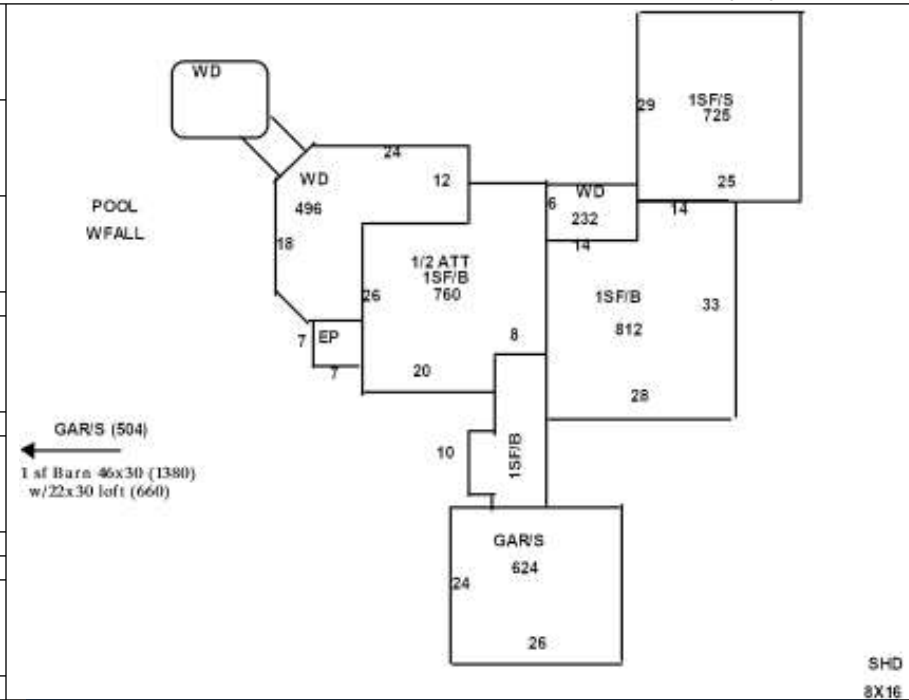 WD
29
1SF/S
725
24
WD
12
25
496
WD
6
14
232
POOL
WFALL
18
14
1/2 ATT
1SF/B
760
26
1SF/B
33
812
8
7
EP
7
20
28
GAR/S (504)
10
1SF/B
1 sf Barn 46x30 (1380)
w/22x30 loft (660)
GAR/S
624
24
26
SHD
8X16